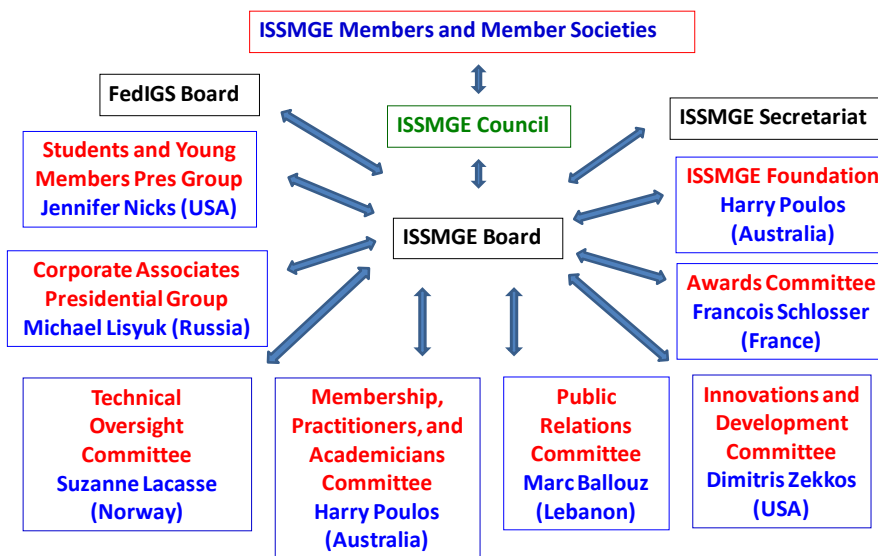 ISSMGE Members and Member Societies
FedIGS Board
ISSMGE Council
ISSMGE Secretariat
Students and Young
Members Pres Group
Jennifer Nicks (USA)
ISSMGE Foundation
Harry Poulos
(Australia)
ISSMGE Board
Corporate Associates
Presidential Group
Michael Lisyuk (Russia)
Awards Committee
Francois Schlosser
(France)
Technical
Oversight
Committee
Suzanne Lacasse
(Norway)
Membership,
Practitioners, and
Academicians
Committee
Harry Poulos
(Australia)
Public
Relations
Committee
Marc Ballouz
(Lebanon)
Innovations and
Development
Committee
Dimitris Zekkos
(USA)